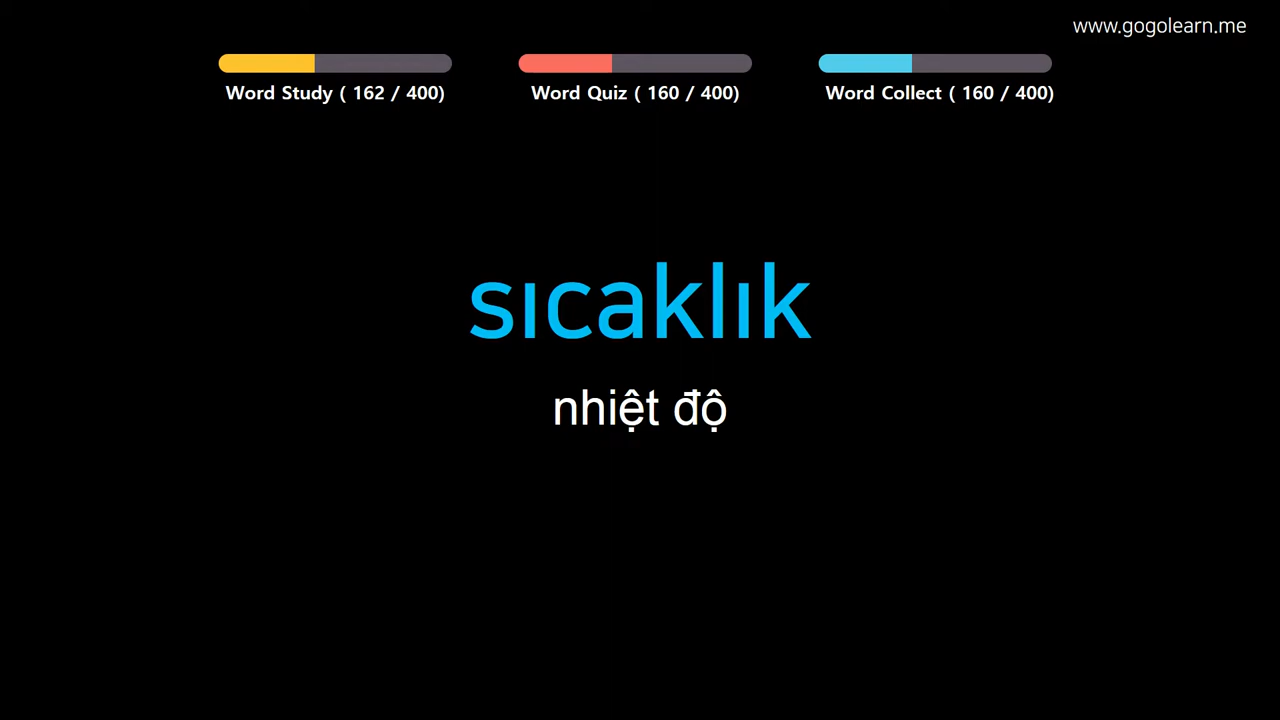 www.gogolearn.me
Word Study ( 162 / 400)
Word Quiz ( 160 / 400)
Word Collect ( 160 / 400)
sıcaklık
nhiệt độ